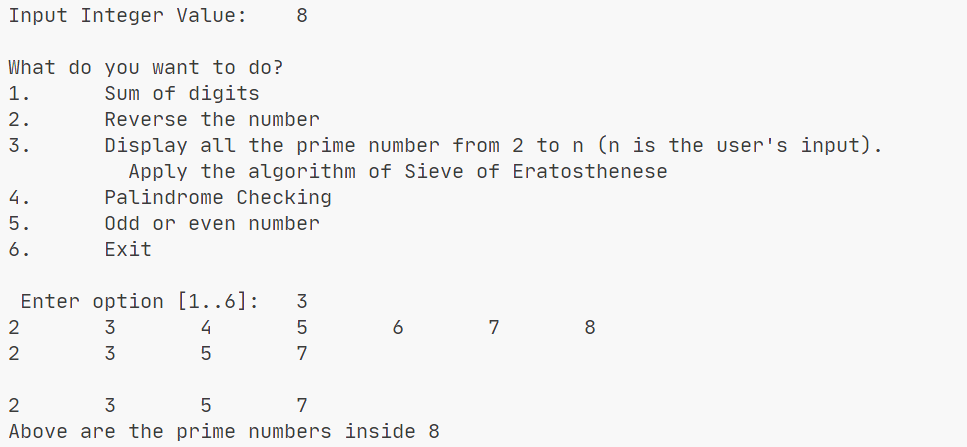 Input Integer Value:    8
What do you want to do?
1.      Sum of digits
2.      Reverse the number
3.      Display all the prime number from 2 to n (n is the user's input).
          Apply the algorithm of Sieve of Eratosthenese
4.      Palindrome Checking
5.      Odd or even number
6.      Exit
 Enter option [1..6]:   3
2       3       4       5       6       7       8
2       3       5       7
2       3       5       7
Above are the prime numbers inside 8